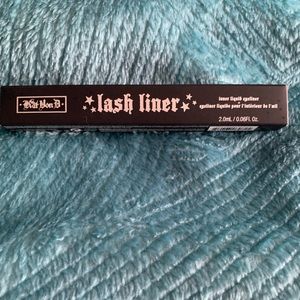 Kat Von D
lash liner
inner liquid eyeliner
eyeliner liquide pour l'intérieur de l'œil
2.0mL / 0.06Fl. Oz.